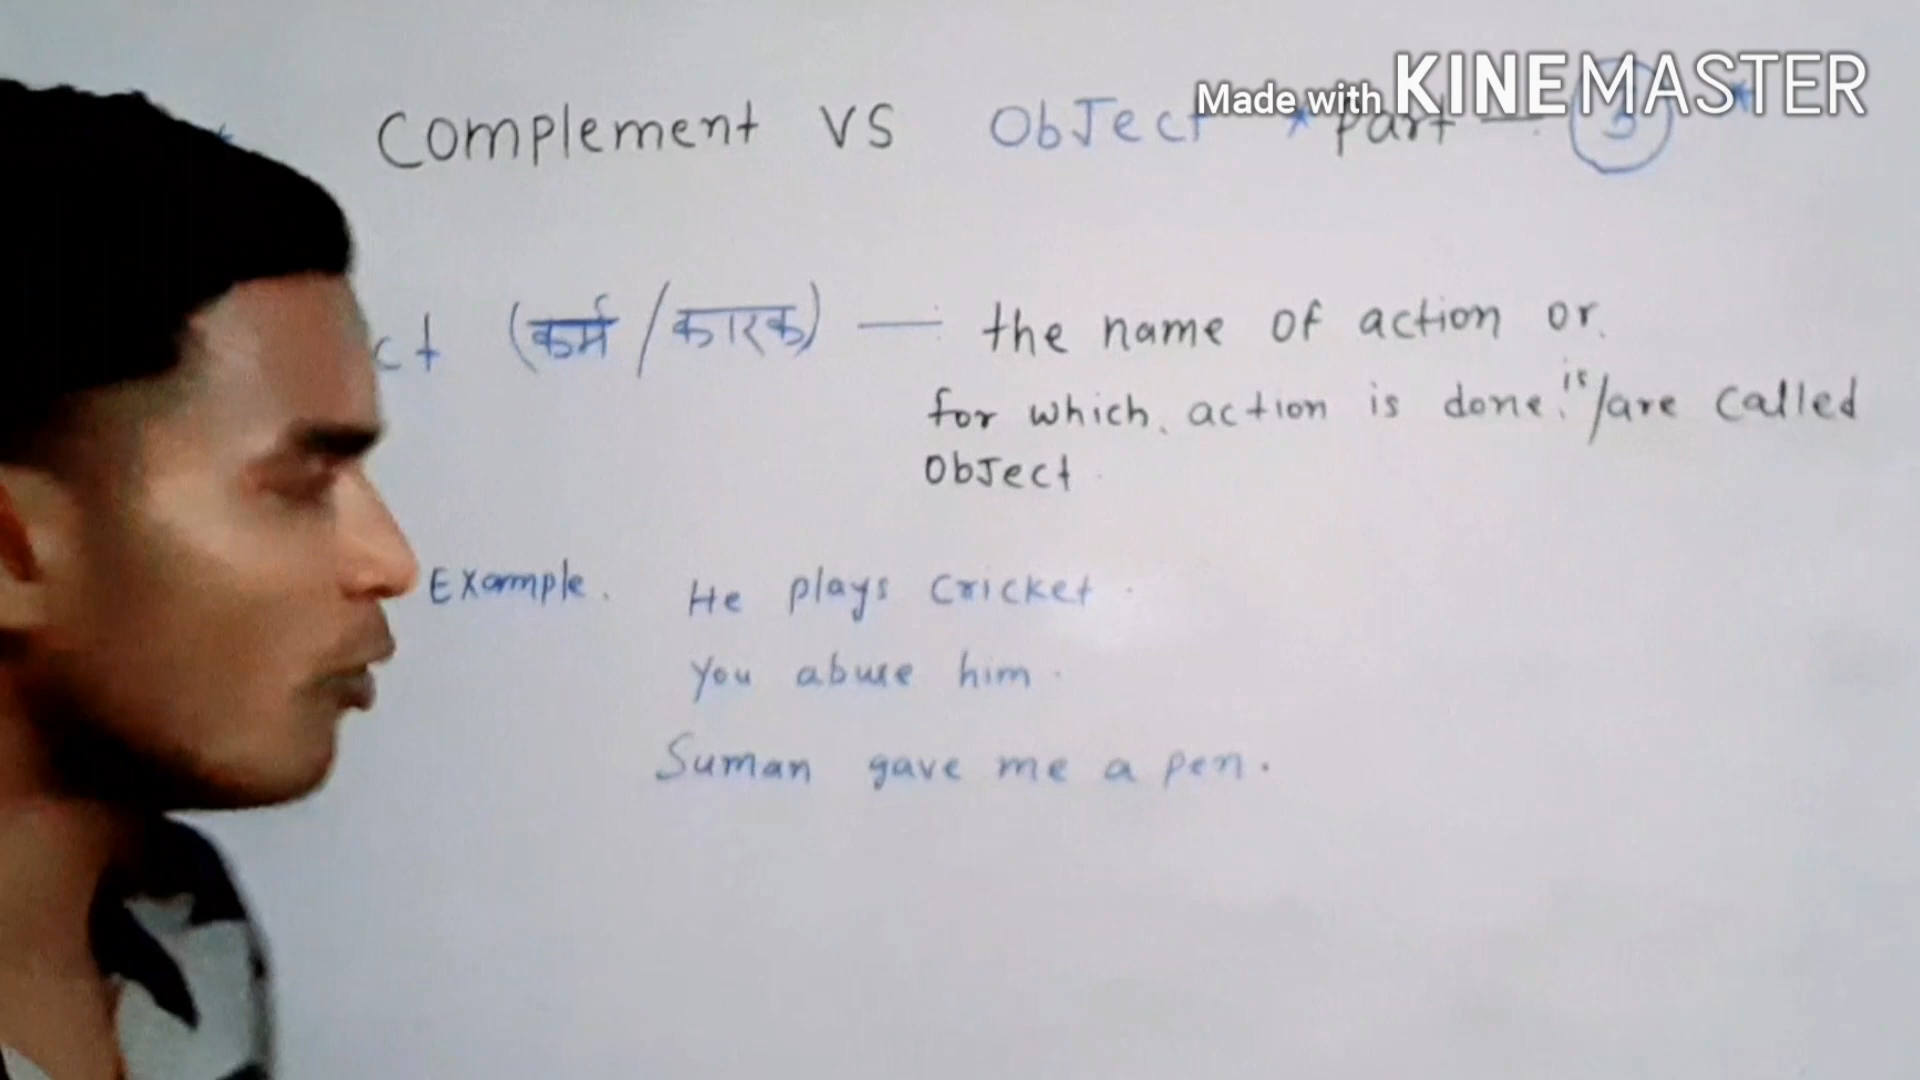 Made with KINEMASTER
Complement VS Object * Part - 3 *
ct (कर्म/कारक) — the name of action or
for which action is done is/are called
Object
Example. He plays Cricket.
You abuse him.
Suman gave me a pen.